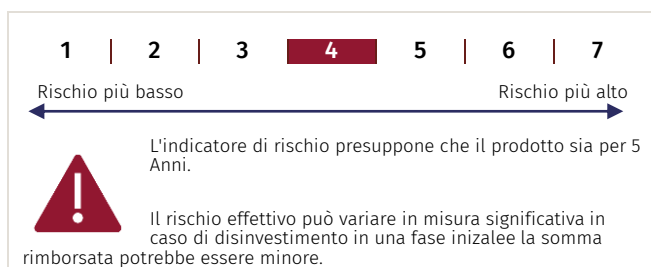 1 | 2 | 3 | 4 | 5 | 6 | 7
Rischio più basso Rischio più alto
L'indicatore di rischio presuppone che il prodotto sia per 5
Anni.
Il rischio effettivo può variare in misura significativa in
caso di disinvestimento in una fase inizalee la somma
rimborsata potrebbe essere minore.